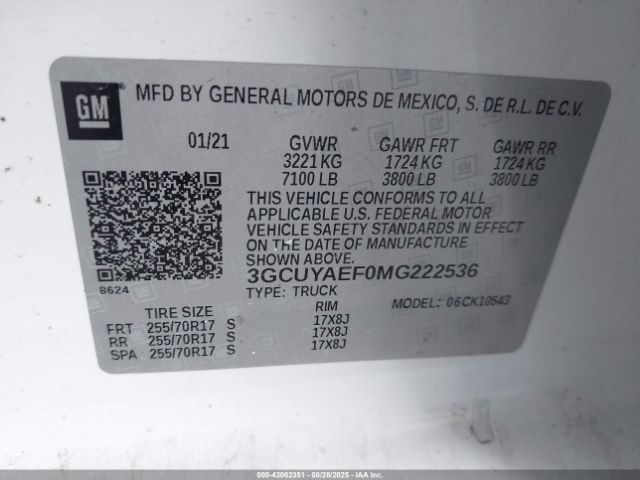 GM
MFD BY GENERAL MOTORS DE MEXICO, S. DE R.L. DE C.V.
01/21 GVWR GAWR FRT GAWR RR
3221 KG 1724 KG 1724 KG
7100 LB 3800 LB 3800 LB
THIS VEHICLE CONFORMS TO ALL
APPLICABLE U.S. FEDERAL MOTOR
VEHICLE SAFETY STANDARDS IN EFFECT
ON THE DATE OF MANUFACTURE
SHOWN ABOVE.
3GCUYAEF0MG222536
8624
TYPE: TRUCK MODEL: 06CK10543
TIRE SIZE RIM
FRT 255/70R17 S 17X8J
RR 255/70R17 S 17X8J
SPA 255/70R17 S 17X8J
000-43062351 - 08/28/2025 - IAAI.COM